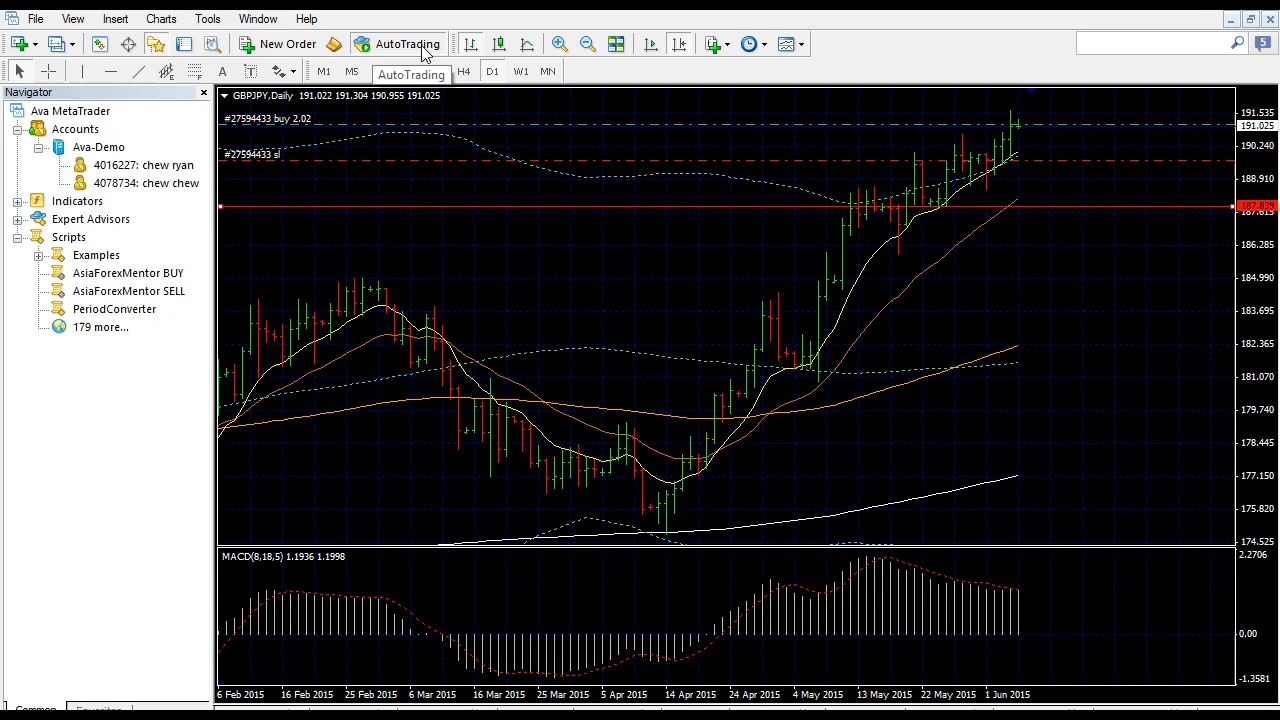 File View Insert Charts Tools Window Help
New Order AutoTrading
5
A T M1 M5 H4 D1 W1 MN
AutoTrading
Navigator
Ava MetaTrader
Accounts
Ava-Demo
4016227: chew ryan
4078734: chew chew
Indicators
Expert Advisors
Scripts
Examples
AsiaForexMentor BUY
AsiaForexMentor SELL
PeriodConverter
179 more...
Common Favorites
GBPJPY,Daily 191.022 191.304 190.955 191.025
#27594433 buy 2.02
#27594433 sl
191.535
191.025
190.240
188.910
187.839
187.615
186.285
184.990
183.695
182.365
181.070
179.740
178.445
177.150
175.820
174.525
MACD(8,18,5) 1.1936 1.1998
2.2706
0.00
-1.3581
6 Feb 2015 16 Feb 2015 25 Feb 2015 6 Mar 2015 16 Mar 2015 25 Mar 2015 5 Apr 2015 14 Apr 2015 24 Apr 2015 4 May 2015 13 May 2015 22 May 2015 1 Jun 2015